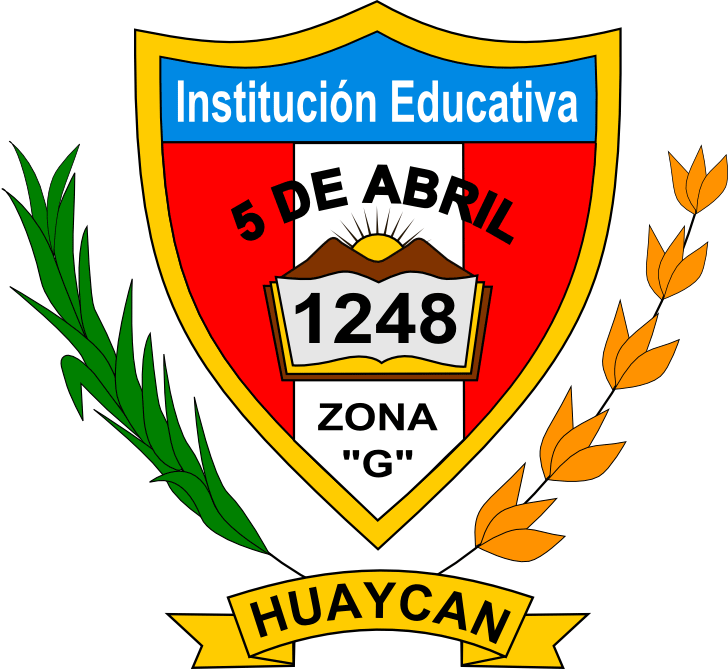 Institución Educativa
5 DE ABRIL
1248
ZONA
"G"
HUAYCAN